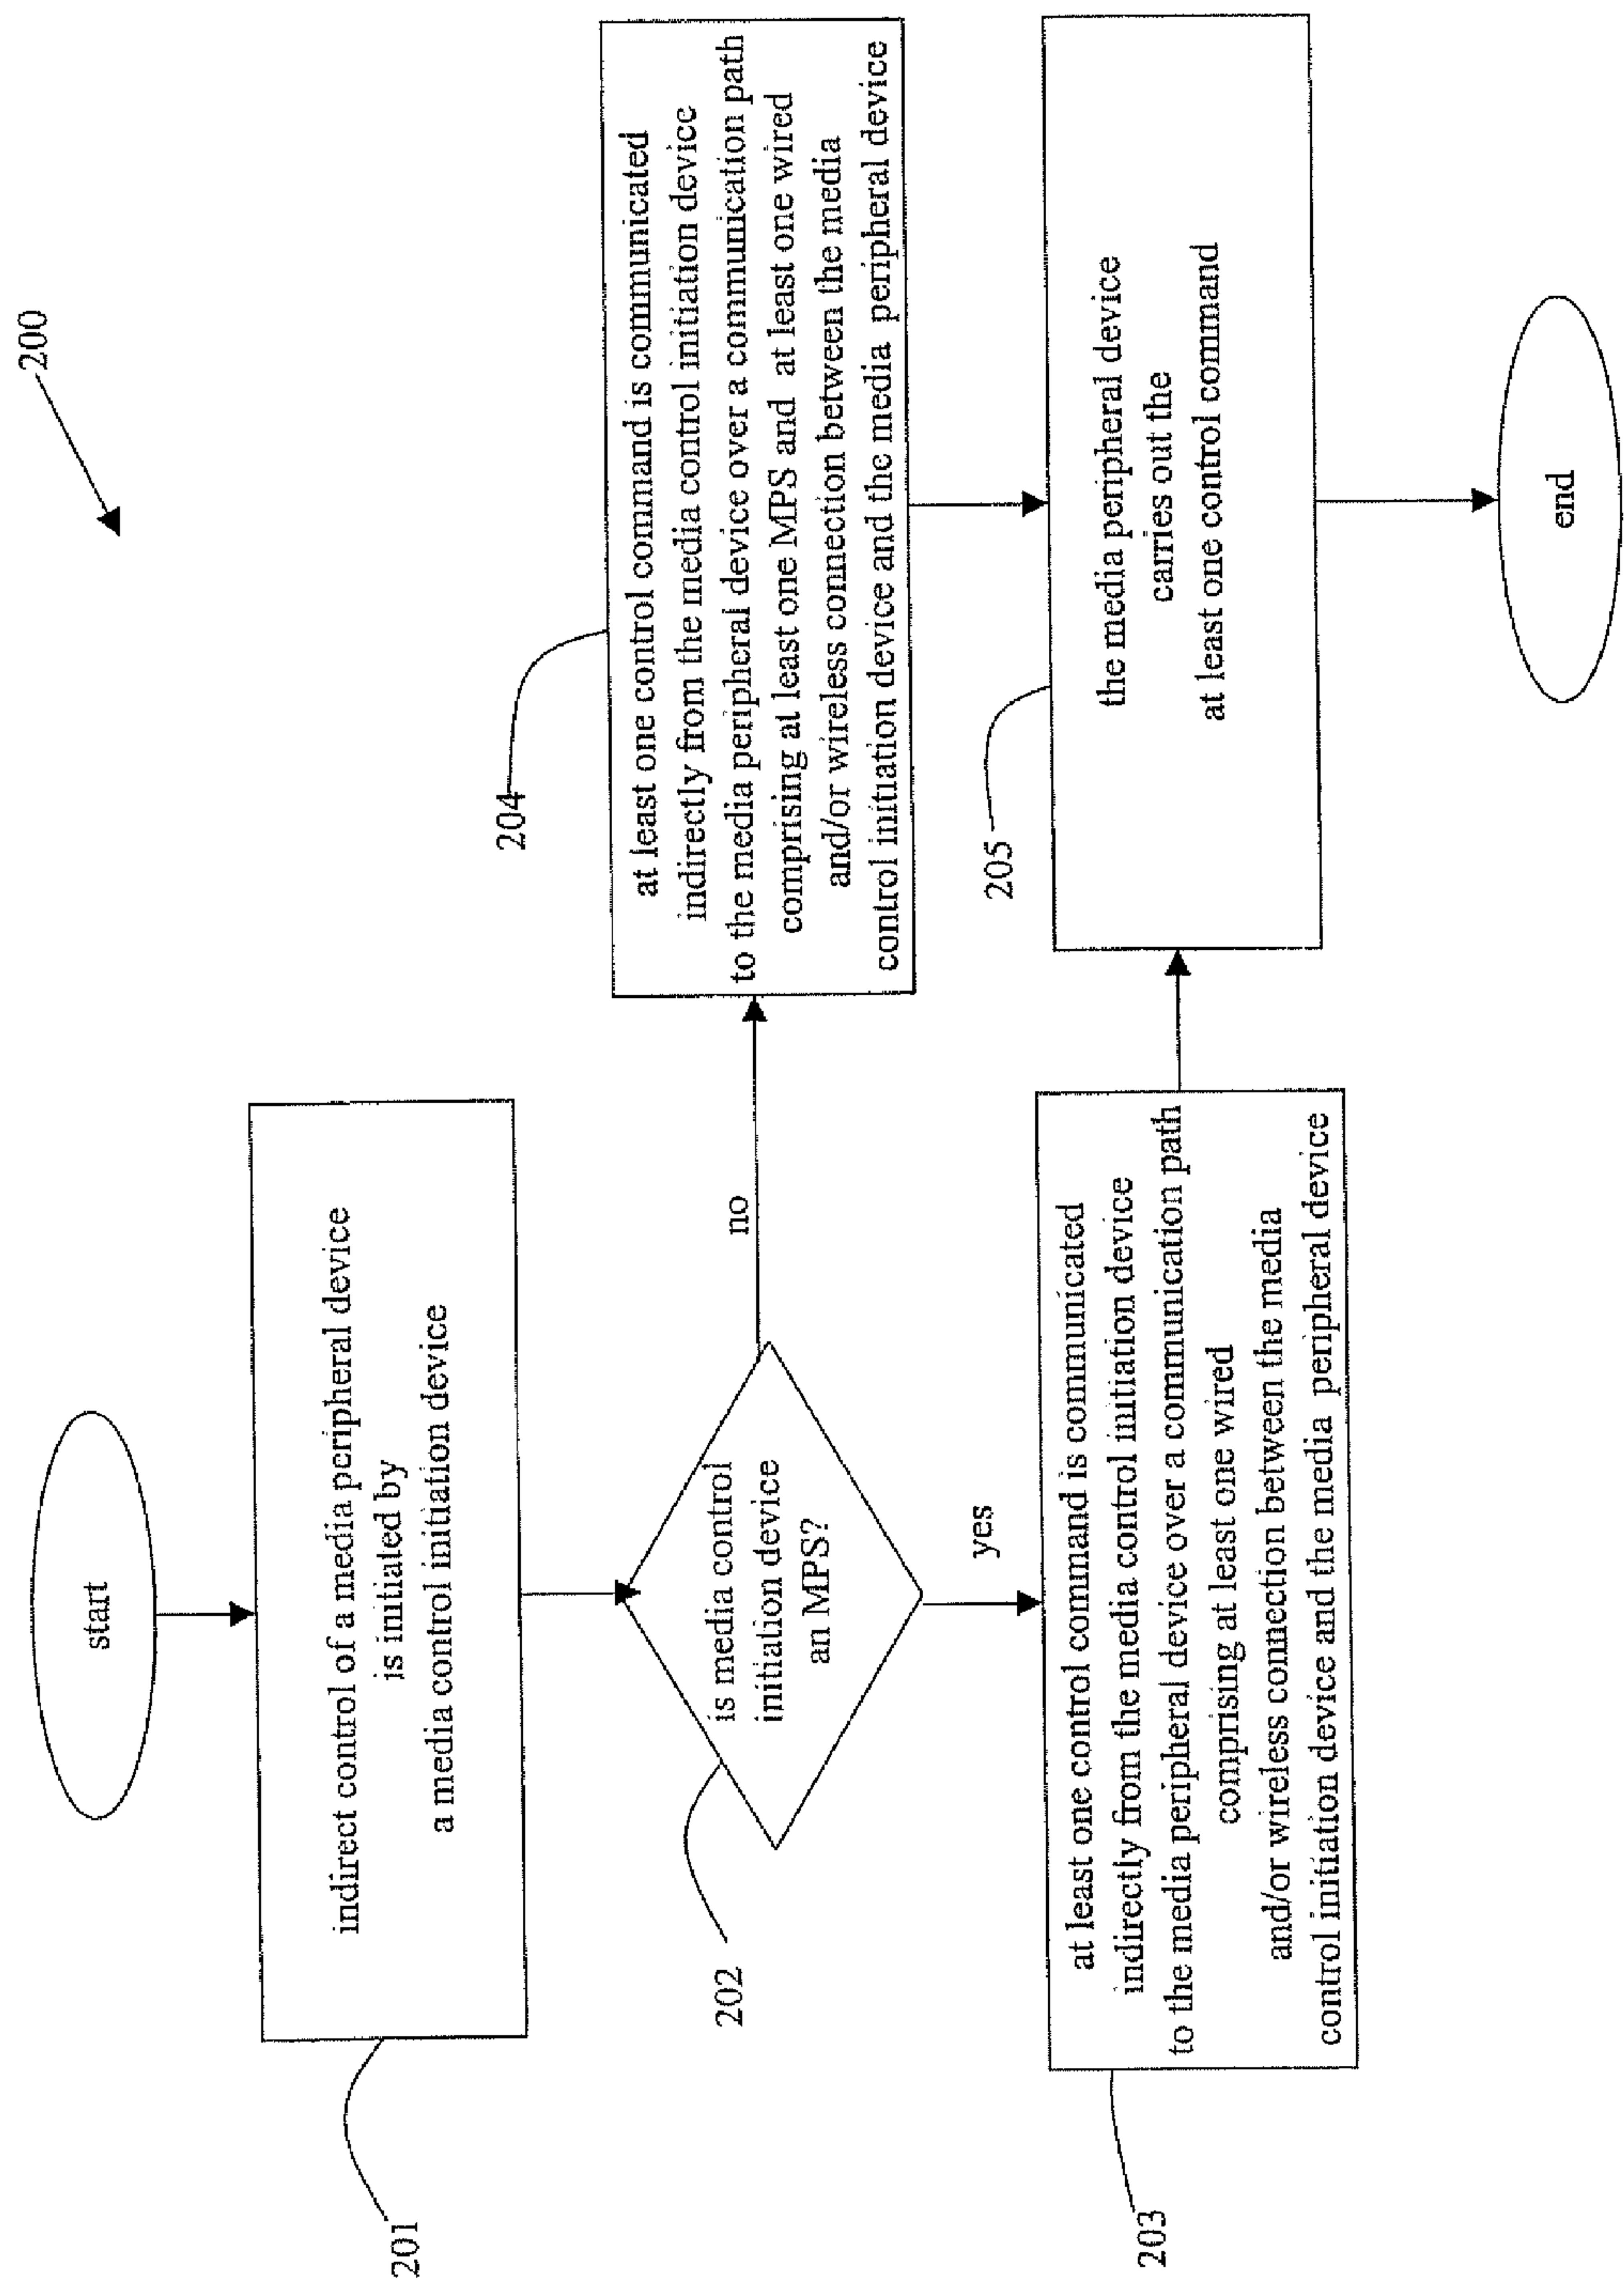 200
start
indirect control of a media peripheral device
is initiated by
a media control initiation device
201
is media control
initiation device
an MPS?
202
no
yes
at least one control command is communicated
indirectly from the media control initiation device
to the media peripheral device over a communication path
comprising at least one MPS and at least one wired
and/or wireless connection between the media
control initiation device and the media peripheral device
204
at least one control command is communicated
indirectly from the media control initiation device
to the media peripheral device over a communication path
comprising at least one wired
and/or wireless connection between the media
control initiation device and the media peripheral device
203
the media peripheral device
carries out the
at least one control command
205
end